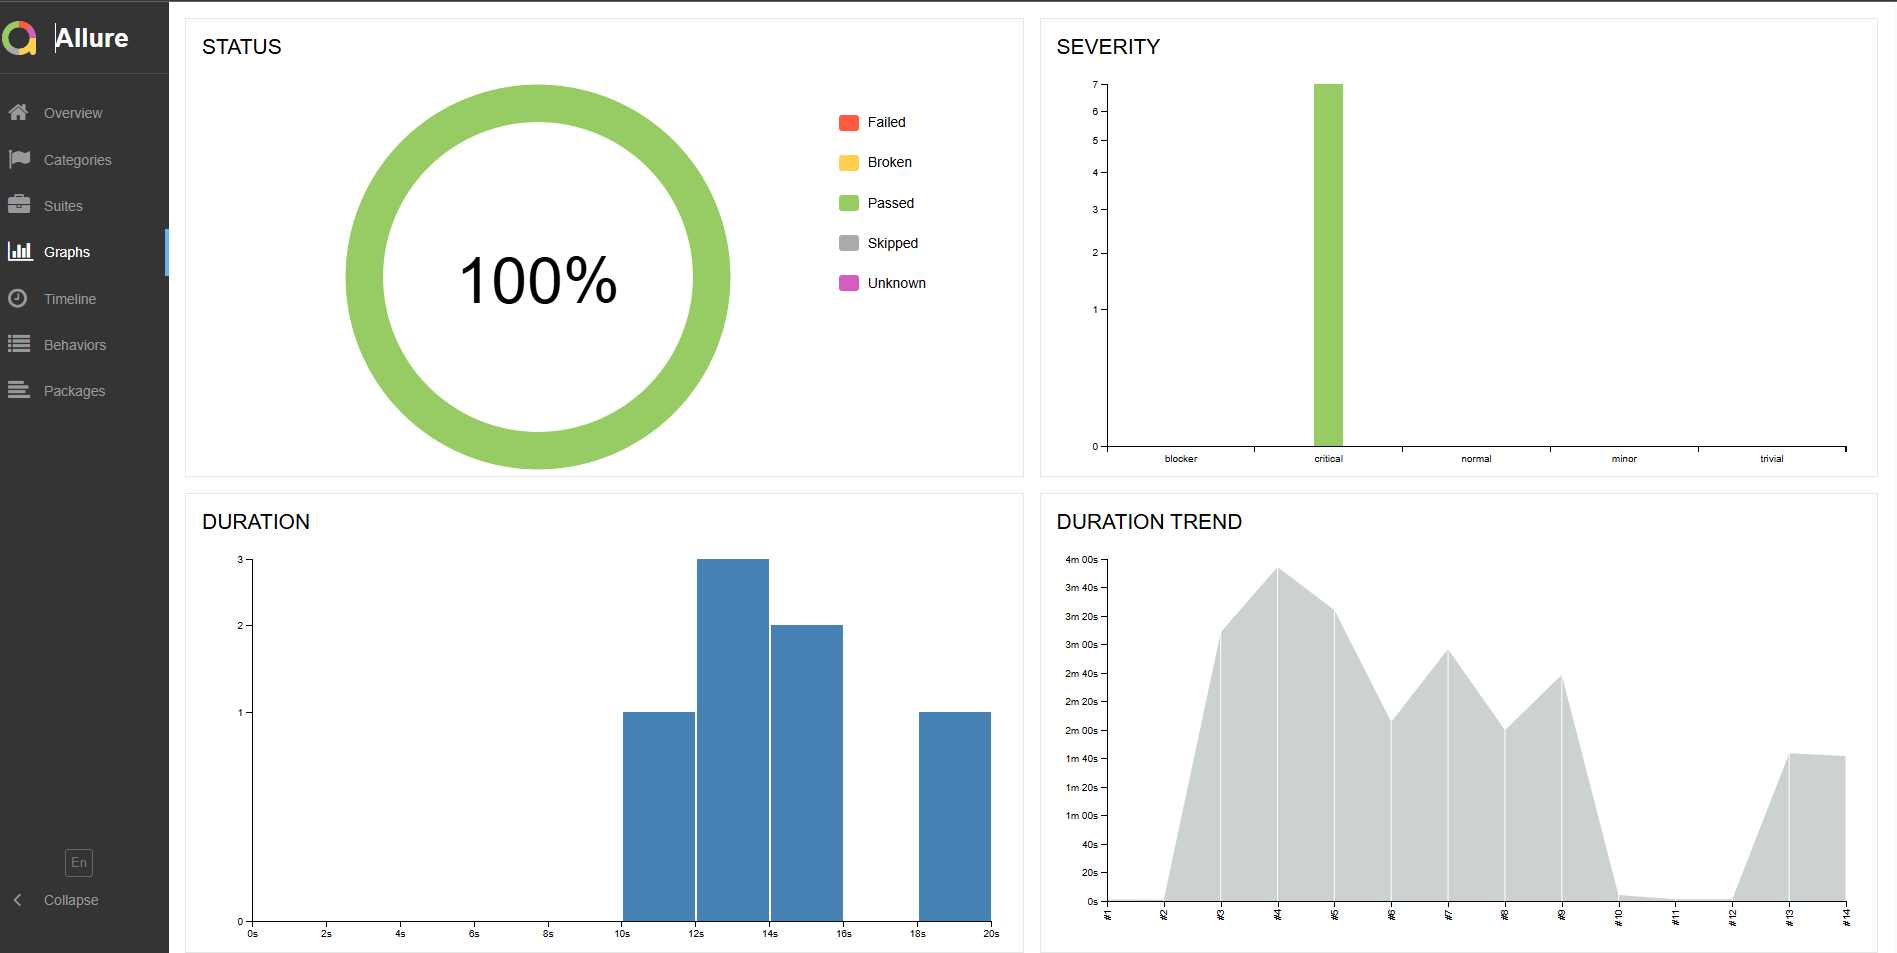 Allure
Overview
Categories
Suites
Graphs
Timeline
Behaviors
Packages
En
Collapse
STATUS
100%
Failed
Broken
Passed
Skipped
Unknown
SEVERITY
7
6
5
4
3
2
1
0
blocker critical normal minor trivial
DURATION
3
2
1
0
0s 2s 4s 6s 8s 10s 12s 14s 16s 18s 20s
DURATION TREND
4m 00s
3m 40s
3m 20s
3m 00s
2m 40s
2m 20s
2m 00s
1m 40s
1m 20s
1m 00s
40s
20s
0s
#1 #2 #3 #4 #5 #6 #7 #8 #9 #10 #11 #12 #13 #14